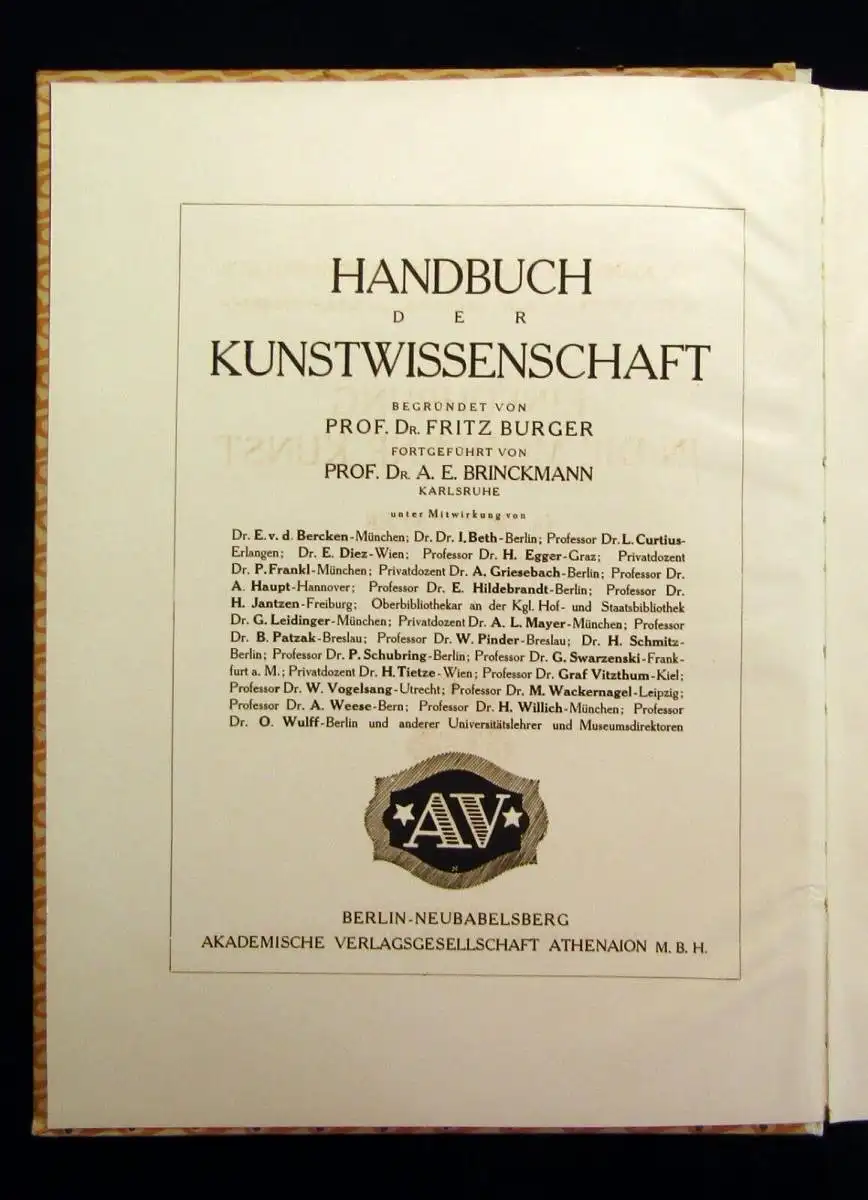 HANDBUCH
DER
KUNSTWISSENSCHAFT
BEGRÜNDET VON
PROF. DR. FRITZ BURGER
FORTGEFÜHRT VON
PROF. DR. A. E. BRINCKMANN
KARLSRUHE
unter Mitwirkung von
Dr. E. v. d. Bercken-München; Dr. Dr. I. Beth-Berlin; Professor Dr. L. Curtius-
Erlangen; Dr. E. Diez-Wien; Professor Dr. H. Egger-Graz; Privatdozent
Dr. P. Frankl-München; Privatdozent Dr. A. Griesebach-Berlin; Professor Dr.
A. Haupt-Hannover; Professor Dr. E. Hildebrandt-Berlin; Professor Dr.
H. Jantzen-Freiburg; Oberbibliothekar an der Kgl. Hof- und Staatsbibliothek
Dr. G. Leidinger-München; Privatdozent Dr. A. L. Mayer-München; Professor
Dr. B. Patzak-Breslau; Professor Dr. W. Pinder-Breslau; Dr. H. Schmitz-
Berlin; Professor Dr. P. Schubring-Berlin; Professor Dr. G. Swarzenski-Frank-
furt a. M.; Privatdozent Dr. H. Tietze-Wien; Professor Dr. Graf Vitzthum-Kiel;
Professor Dr. W. Vogelsang-Utrecht; Professor Dr. M. Wackernagel-Leipzig;
Professor Dr. A. Weese-Bern; Professor Dr. H. Willich-München; Professor
Dr. O. Wulff-Berlin und anderer Universitätslehrer und Museumsdirektoren
AV
BERLIN-NEUBABELSBERG
AKADEMISCHE VERLAGSGESELLSCHAFT ATHENAION M. B. H.